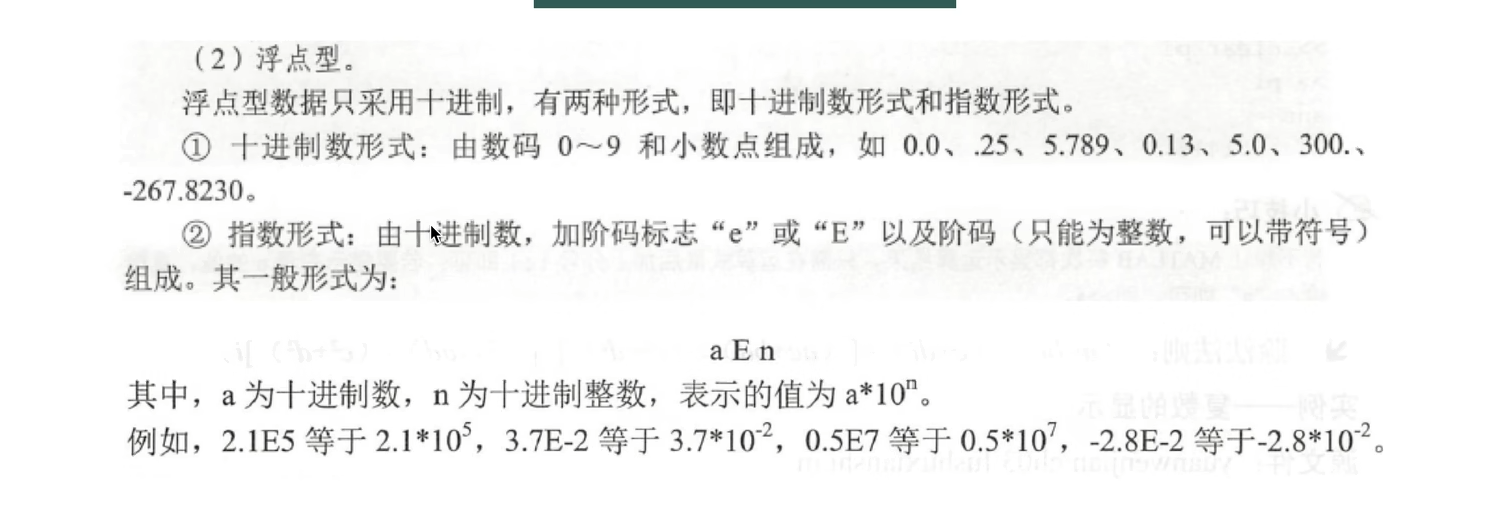 （2）浮点型。
浮点型数据只采用十进制，有两种形式，即十进制数形式和指数形式。
① 十进制数形式：由数码 0～9 和小数点组成，如 0.0、.25、5.789、0.13、5.0、300.、
-267.8230。
② 指数形式：由十进制数，加阶码标志“e”或“E”以及阶码（只能为整数，可以带符号）
组成。其一般形式为：
a E n
其中，a 为十进制数，n 为十进制整数，表示的值为 a*10ⁿ。
例如，2.1E5 等于 2.1*10⁵，3.7E-2 等于 3.7*10⁻²，0.5E7 等于 0.5*10⁷，-2.8E-2 等于-2.8*10⁻²。